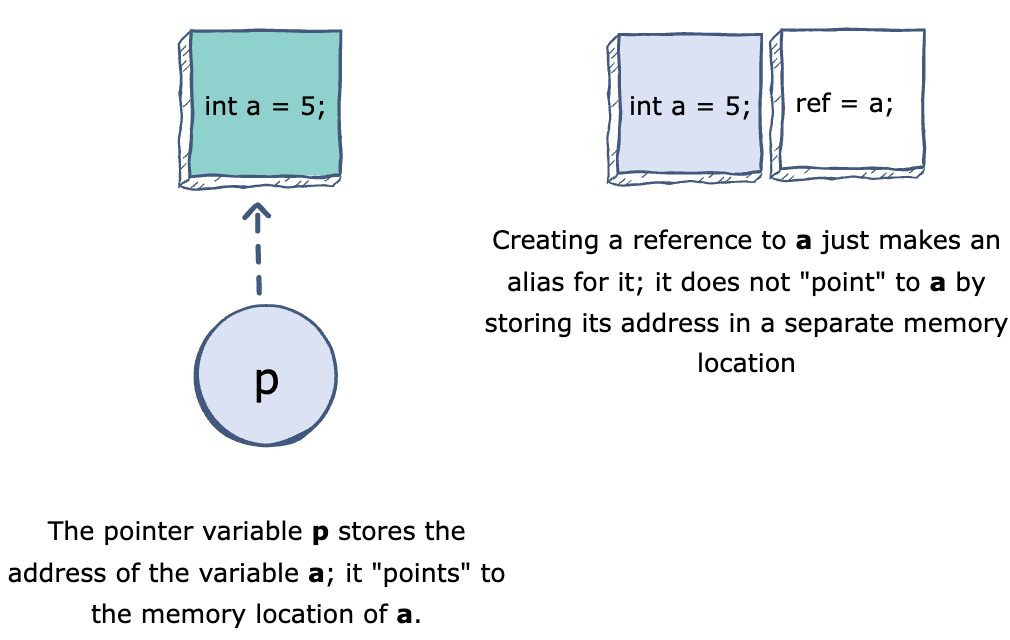 int a = 5;
p
The pointer variable p stores the
address of the variable a; it "points" to
the memory location of a.
int a = 5;
ref = a;
Creating a reference to a just makes an
alias for it; it does not "point" to a by
storing its address in a separate memory
location